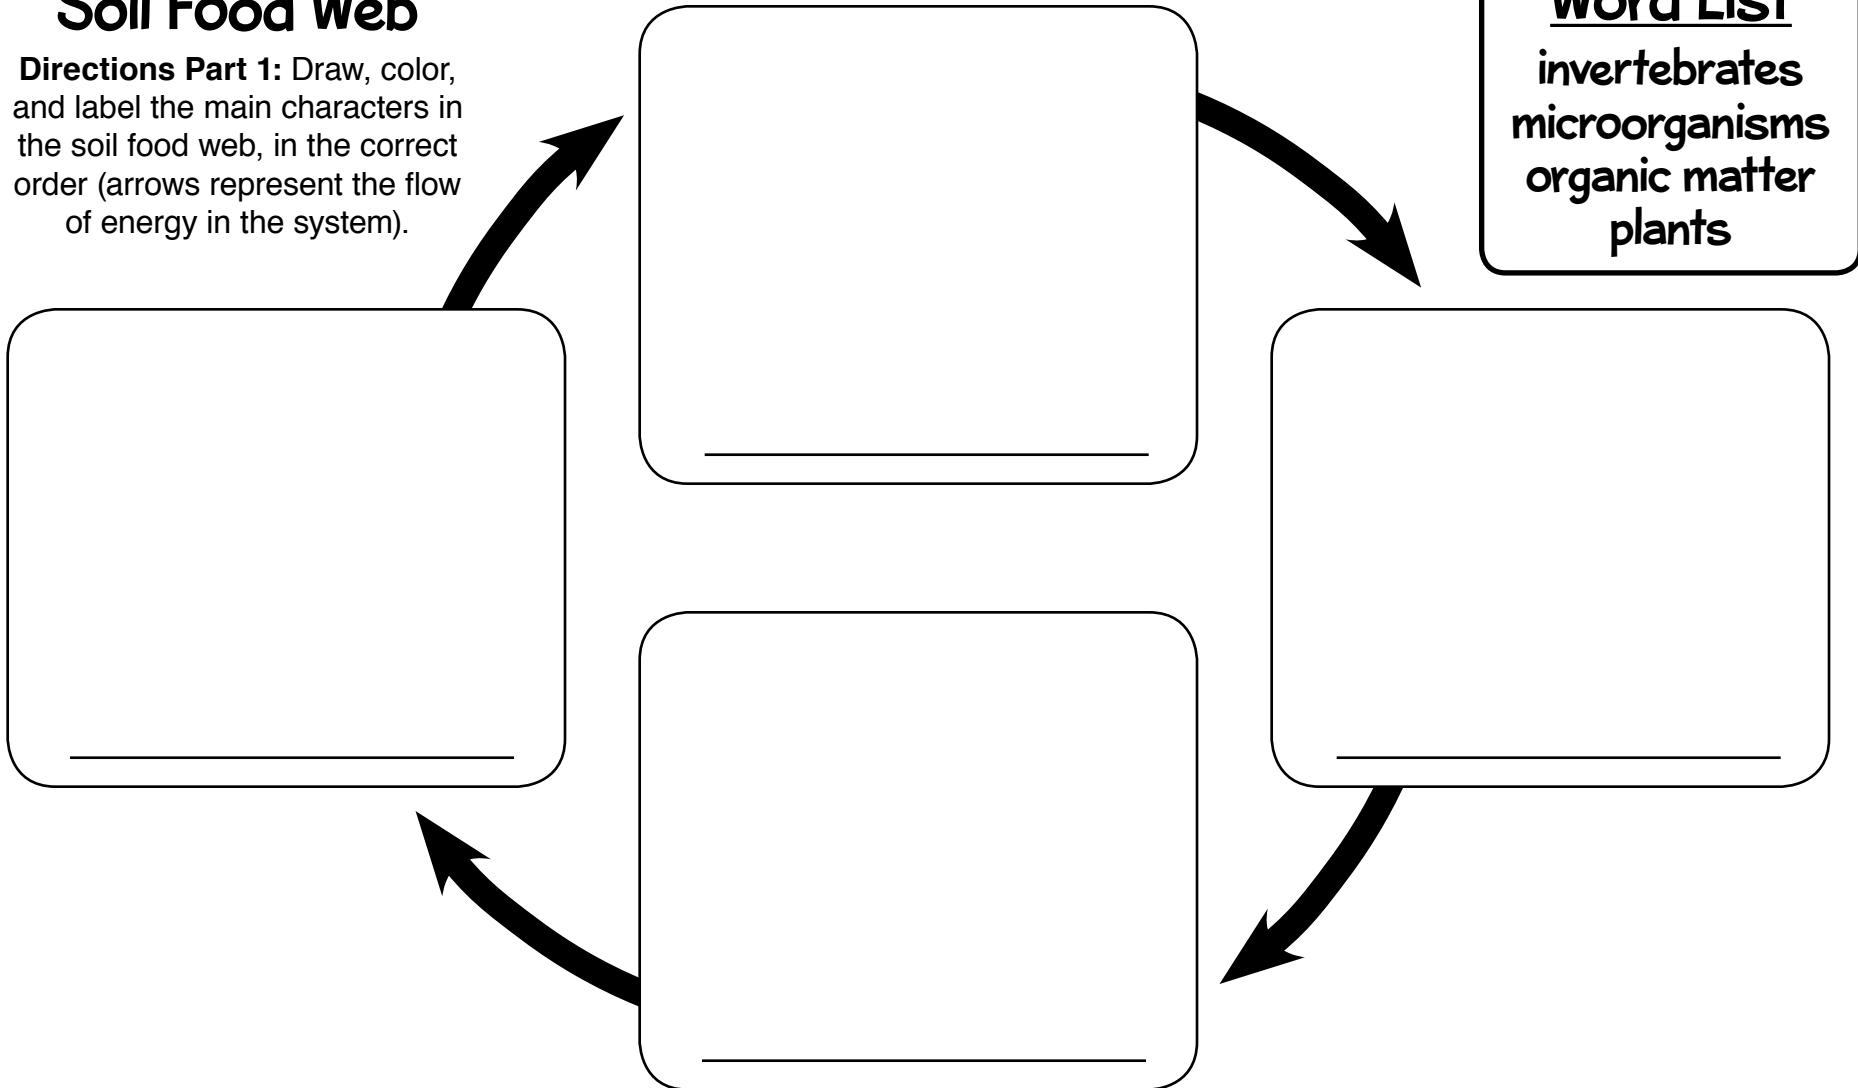 Soil Food Web
Directions Part 1: Draw, color,
and label the main characters in
the soil food web, in the correct
order (arrows represent the flow
of energy in the system).
Word List
invertebrates
microorganisms
organic matter
plants